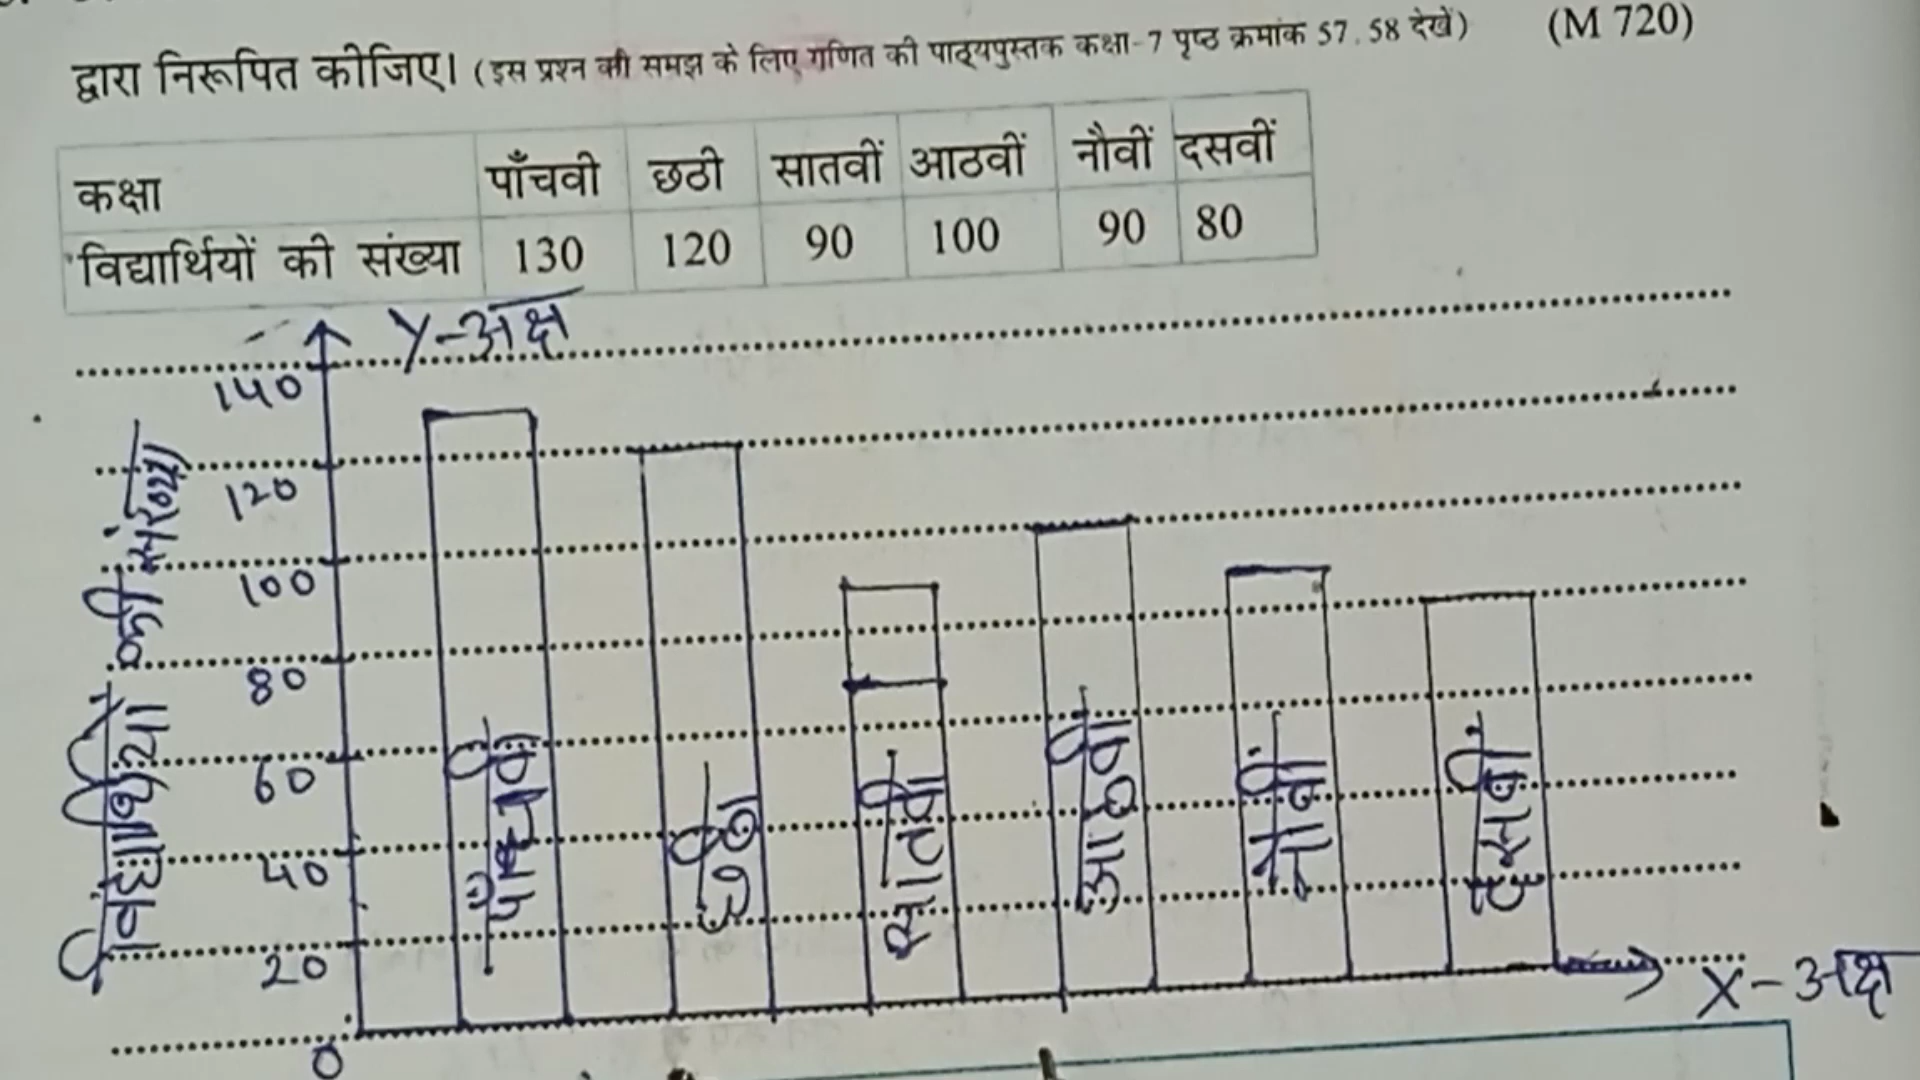 द्वारा निरूपित कीजिए। (इस प्रश्न की समझ के लिए गणित की पाठ्यपुस्तक कक्षा-7 पृष्ठ क्रमांक 57, 58 देखें) (M 720)
कक्षा पाँचवी छठी सातवीं आठवीं नौवीं दसवीं
विद्यार्थियों की संख्या 130 120 90 100 90 80
Y-अक्ष
140
120
100
80
60
40
20
0
विद्यार्थियों की संख्या
पाँचवी
छठी
सातवीं
आठवीं
नौवीं
दसवीं
X-अक्ष